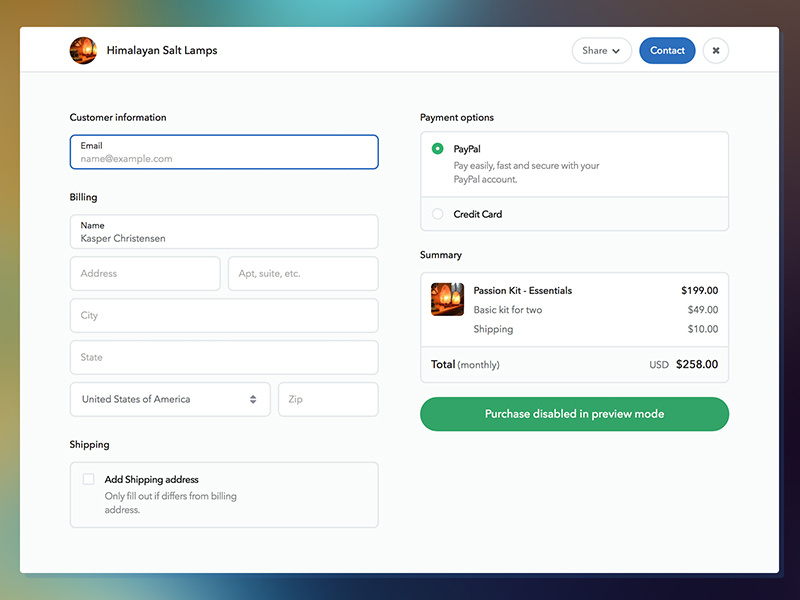 Himalayan Salt Lamps
Share
Contact
Customer information
Email
name@example.com
Billing
Name
Kasper Christensen
Address
Apt, suite, etc.
City
State
United States of America
Zip
Shipping
Add Shipping address
Only fill out if differs from billing
address.
Payment options
PayPal
Pay easily, fast and secure with your
PayPal account.
Credit Card
Summary
Passion Kit - Essentials $199.00
Basic kit for two $49.00
Shipping $10.00
Total (monthly) USD $258.00
Purchase disabled in preview mode